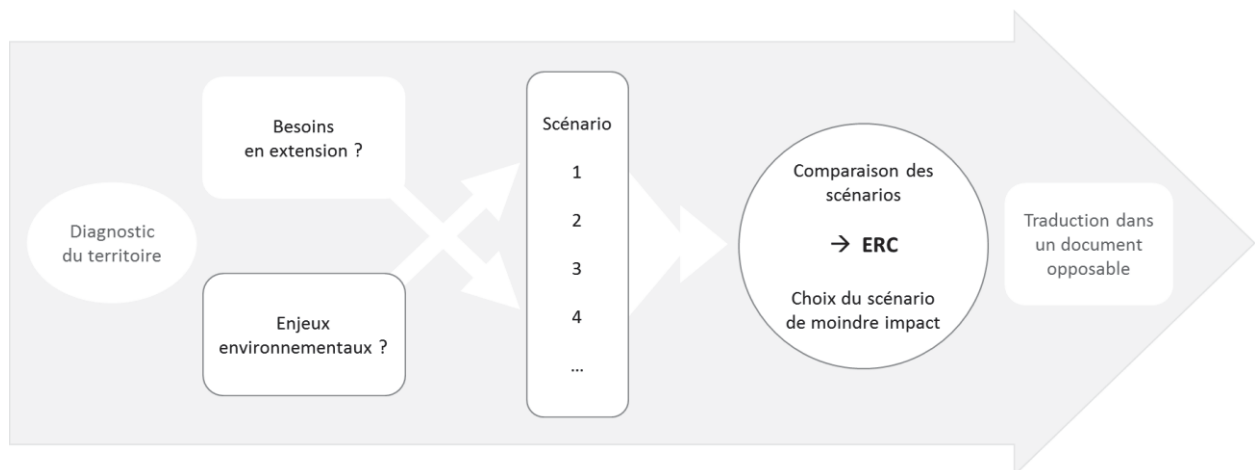 Diagnostic
du territoire
Besoins
en extension ?
Enjeux
environnementaux ?
Scénario
1
2
3
4
...
Comparaison des
scénarios
→ ERC
Choix du scénario
de moindre impact
Traduction dans
un document
opposable